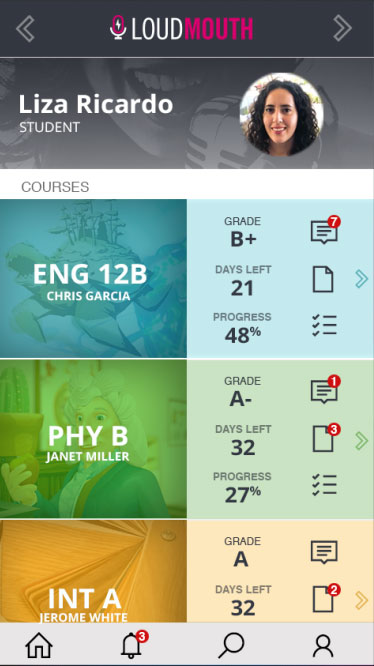 LOUDMOUTH
Liza Ricardo
STUDENT
COURSES
ENG 12B
CHRIS GARCIA
GRADE
B+
7
DAYS LEFT
21
PROGRESS
48%
PHY B
JANET MILLER
GRADE
A-
1
DAYS LEFT
32
3
PROGRESS
27%
INT A
JEROME WHITE
GRADE
A
DAYS LEFT
32
2
3